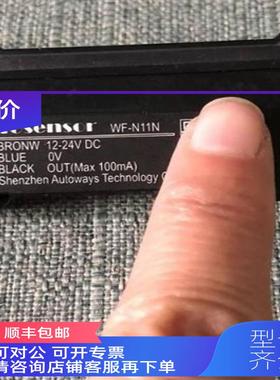 价
osensor WF-N11N
BRONW 12-24V DC
BLUE 0V
BLACK OUT(Max 100mA)
Shenzhen Autoways Technology
顺丰包邮
可对公 可开专票
请咨询店铺客服再下单
型
齐